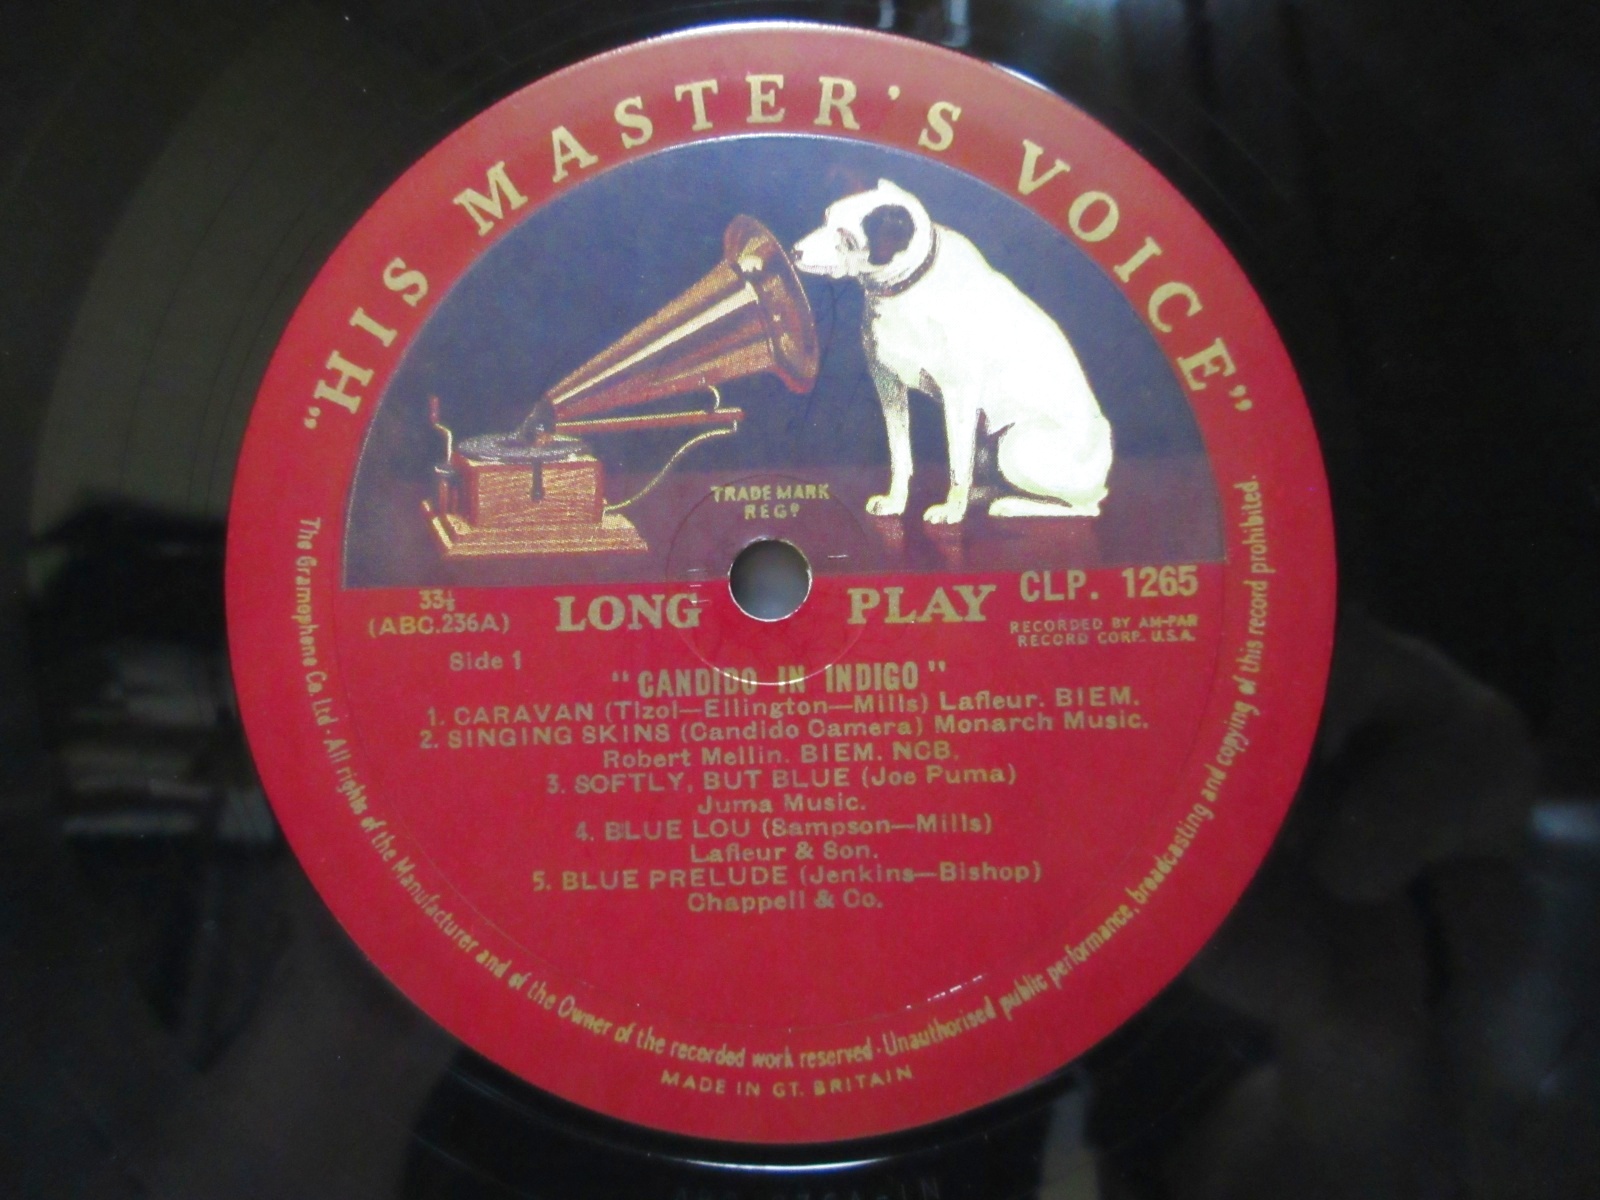 "HIS MASTER'S VOICE"
TRADE MARK
REGD
33⅓
(ABC.236A)
LONG PLAY
CLP. 1265
RECORDED BY AM-PAR
RECORD CORP. U.S.A.
Side 1
"CANDIDO IN INDIGO"
1. CARAVAN (Tizol—Ellington—Mills) Lafleur. BIEM.
2. SINGING SKINS (Candido Camera) Monarch Music.
Robert Mellin. BIEM. NCB.
3. SOFTLY, BUT BLUE (Joe Puma)
Juma Music.
4. BLUE LOU (Sampson—Mills)
Lafleur & Son.
5. BLUE PRELUDE (Jenkins—Bishop)
Chappell & Co.
The Gramophone Co. Ltd · All rights of the Manufacturer and of the Owner of the recorded work reserved · Unauthorised public performance, broadcasting and copying of this record prohibited.
MADE IN GT. BRITAIN